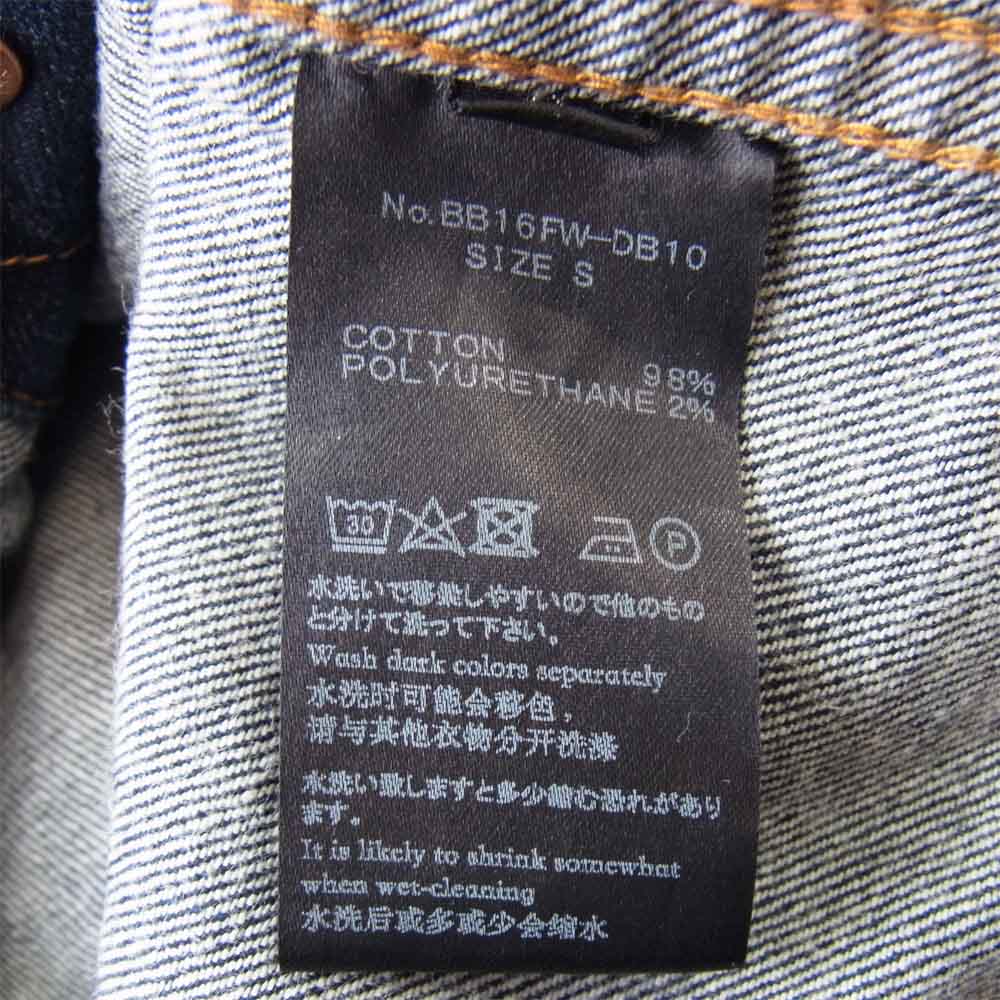 No.BB16FW-DB10
SIZE S
COTTON 98%
POLYURETHANE 2%
30 P
水洗いで移染しやすいので他のもの
と分けて洗って下さい。
Wash dark colors separately
水洗时可能会移色，
请与其他衣物分开洗涤
水洗い致しますと多少縮む恐れがあり
ます。
It is likely to shrink somewhat
when wet-cleaning
水洗后或多或少会缩水